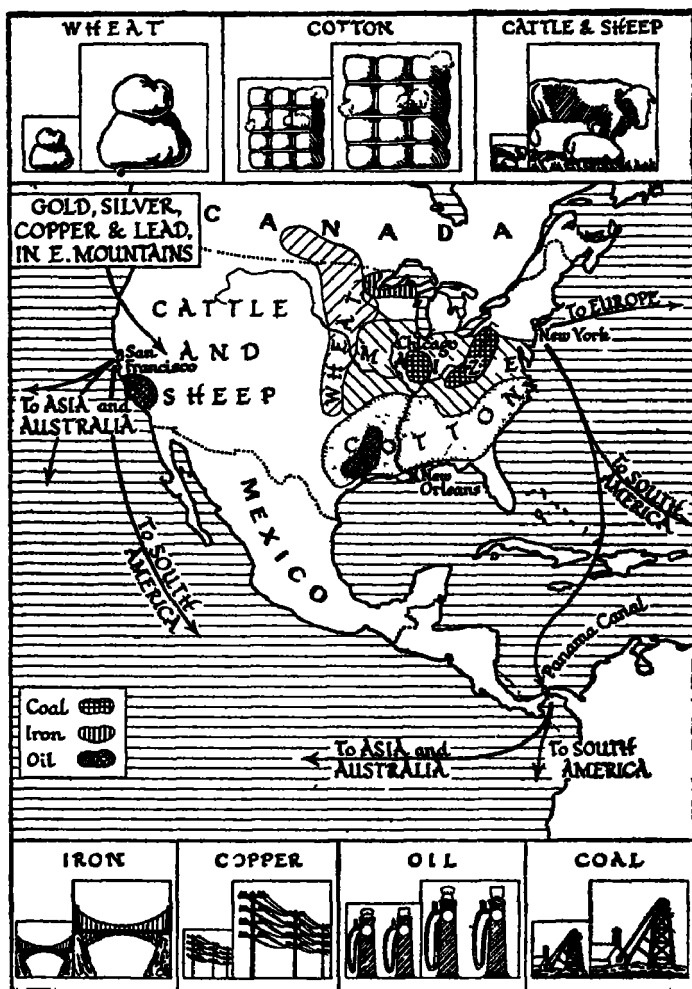 WHEAT
COTTON
CATTLE & SHEEP
GOLD, SILVER,
COPPER & LEAD,
IN E. MOUNTAINS
CANADA
CATTLE
AND
SHEEP
WHEAT
MAIZE
Chicago
COTTON
To EUROPE
New York
San
Francisco
To ASIA and
AUSTRALIA
New
Orleans
MEXICO
To SOUTH
AMERICA
To SOUTH
AMERICA
Panama Canal
Coal
Iron
Oil
To ASIA and
AUSTRALIA
To SOUTH
AMERICA
IRON
COPPER
OIL
COAL